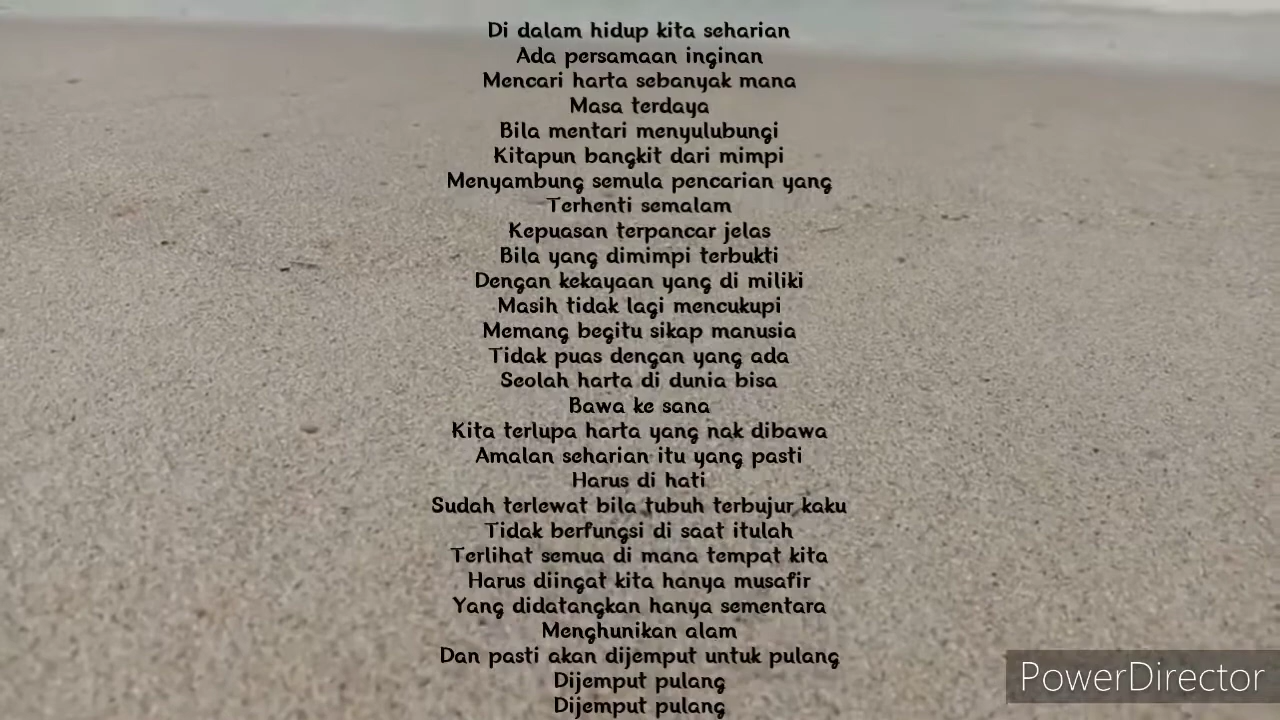 Di dalam hidup kita seharian
Ada persamaan inginan
Mencari harta sebanyak mana
Masa terdaya
Bila mentari menyulubungi
Kitapun bangkit dari mimpi
Menyambung semula pencarian yang
Terhenti semalam
Kepuasan terpancar jelas
Bila yang dimimpi terbukti
Dengan kekayaan yang di miliki
Masih tidak lagi mencukupi
Memang begitu sikap manusia
Tidak puas dengan yang ada
Seolah harta di dunia bisa
Bawa ke sana
Kita terlupa harta yang nak dibawa
Amalan seharian itu yang pasti
Harus di hati
Sudah terlewat bila tubuh terbujur kaku
Tidak berfungsi di saat itulah
Terlihat semua di mana tempat kita
Harus diingat kita hanya musafir
Yang didatangkan hanya sementara
Menghunikan alam
Dan pasti akan dijemput untuk pulang
Dijemput pulang
Dijemput pulang
PowerDirector